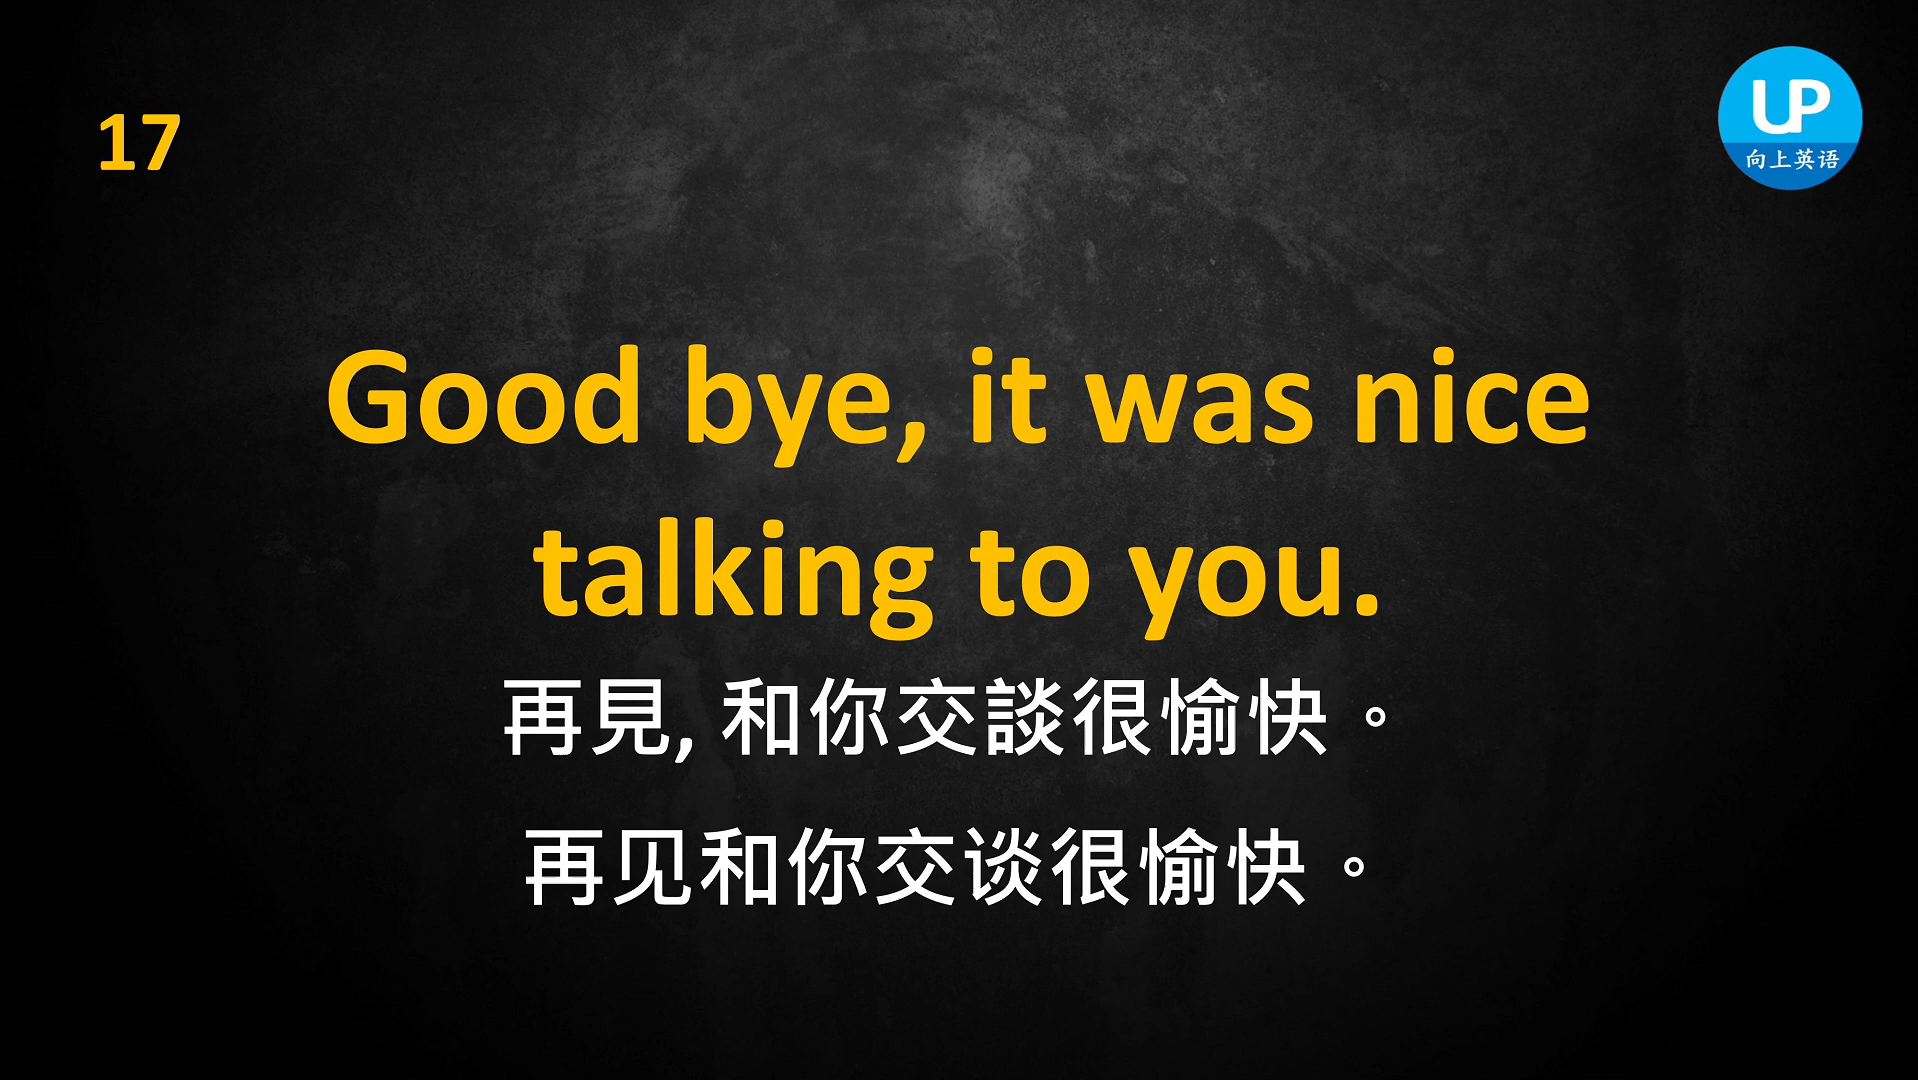 17
UP
向上英语
Good bye, it was nice
talking to you.
再見, 和你交談很愉快。
再见和你交谈很愉快。